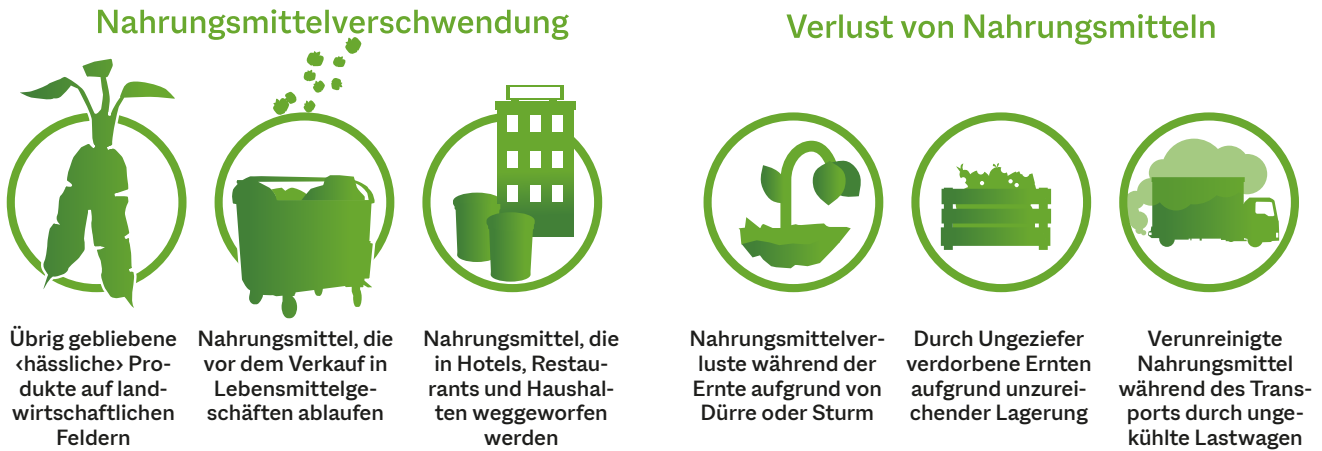 Nahrungsmittelverschwendung
Verlust von Nahrungsmitteln
Übrig gebliebene
‹hässliche› Pro-
dukte auf land-
wirtschaftlichen
Feldern
Nahrungsmittel, die
vor dem Verkauf in
Lebensmittelge-
schäften ablaufen
Nahrungsmittel, die
in Hotels, Restau-
rants und Haushal-
ten weggeworfen
werden
Nahrungsmittelver-
luste während der
Ernte aufgrund von
Dürre oder Sturm
Durch Ungeziefer
verdorbene Ernten
aufgrund unzurei-
chender Lagerung
Verunreinigte
Nahrungsmittel
während des Trans-
ports durch unge-
kühlte Lastwagen